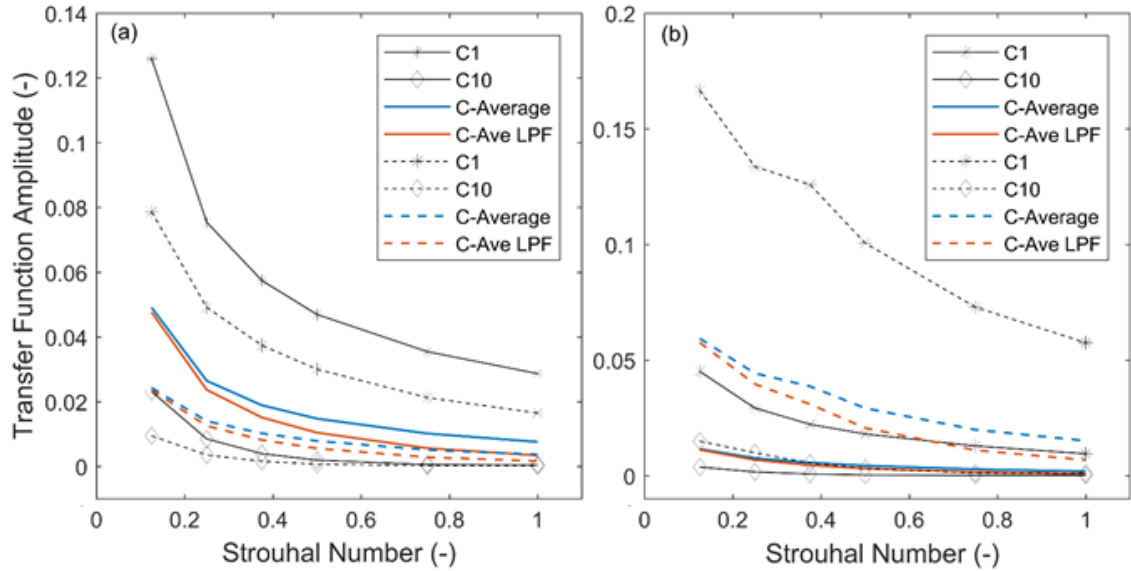 (a)
C1
C10
C-Average
C-Ave LPF
C1
C10
C-Average
C-Ave LPF
Transfer Function Amplitude (-)
0.14
0.12
0.1
0.08
0.06
0.04
0.02
0
0
0.2
0.4
0.6
0.8
1
Strouhal Number (-)
(b)
C1
C10
C-Average
C-Ave LPF
C1
C10
C-Average
C-Ave LPF
0.2
0.15
0.1
0.05
0
0
0.2
0.4
0.6
0.8
1
Strouhal Number (-)